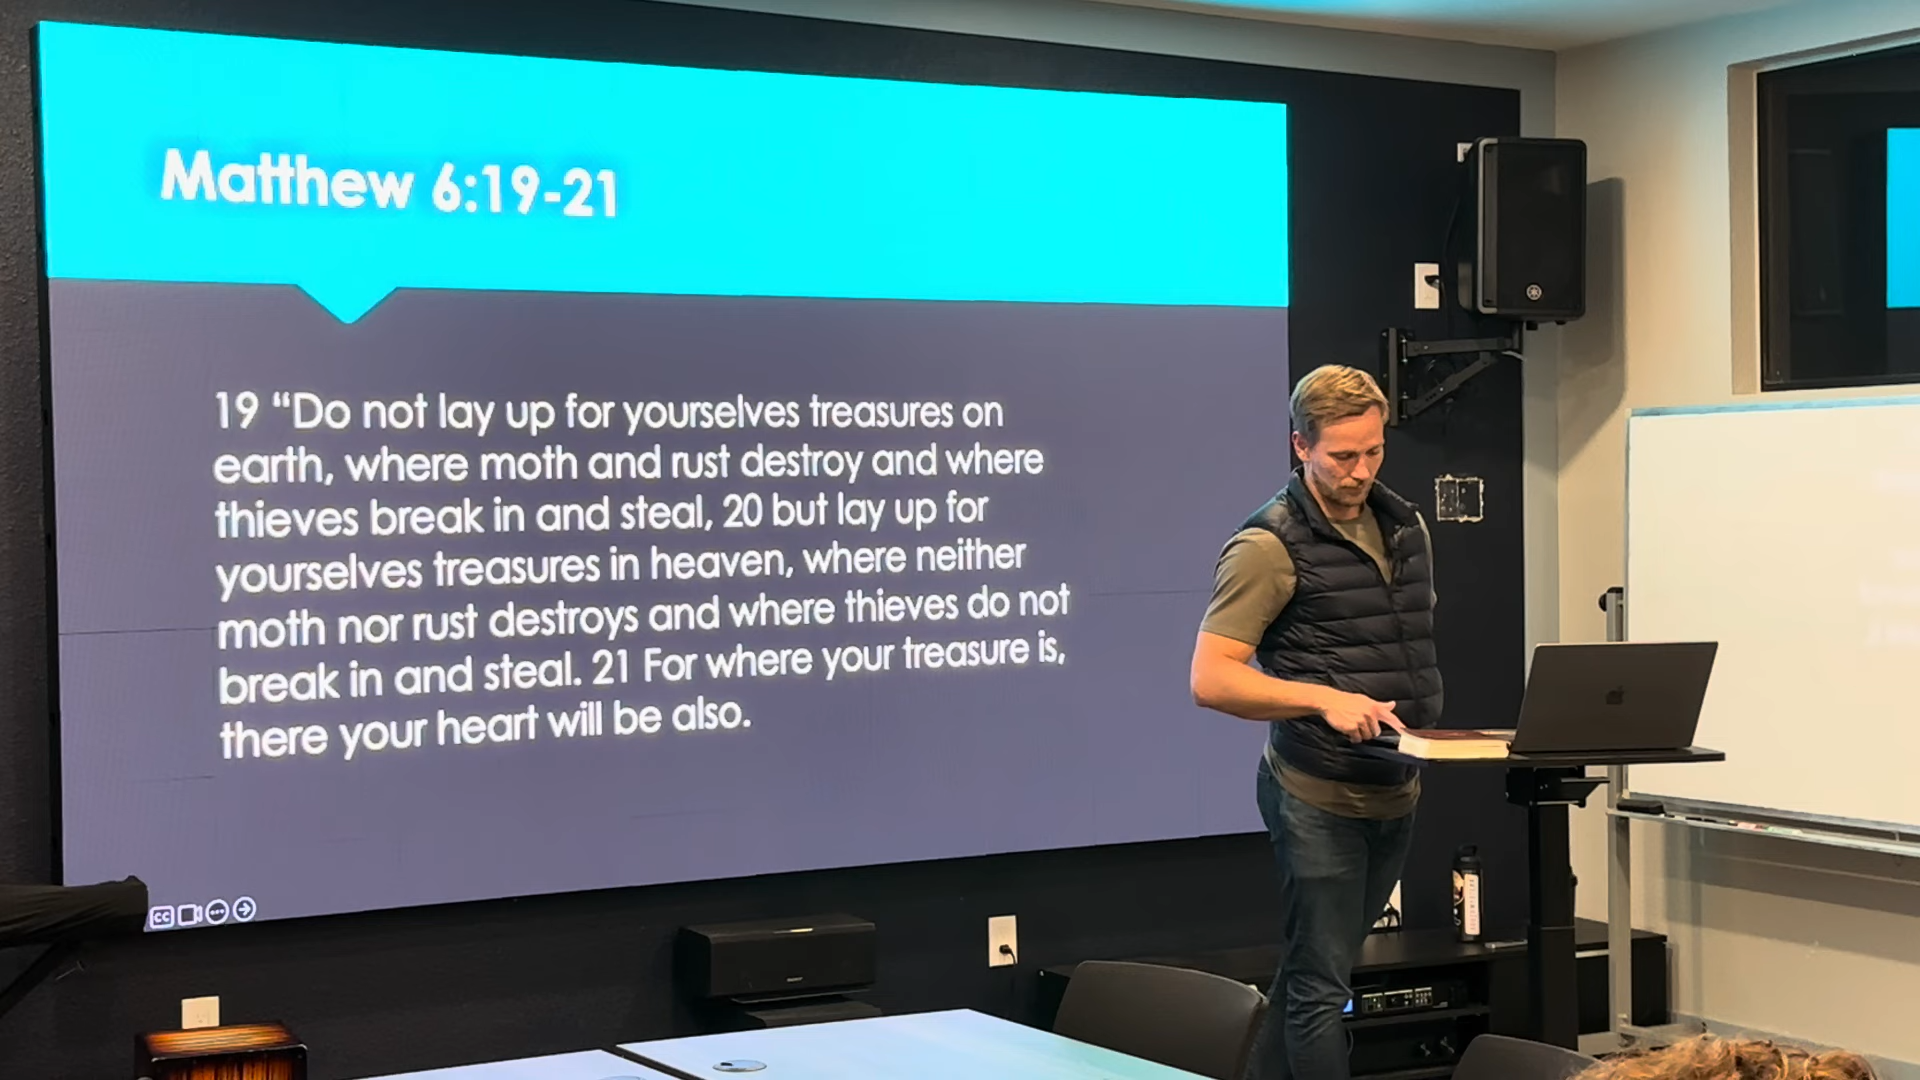 Matthew 6:19-21
19 “Do not lay up for yourselves treasures on
earth, where moth and rust destroy and where
thieves break in and steal, 20 but lay up for
yourselves treasures in heaven, where neither
moth nor rust destroys and where thieves do not
break in and steal. 21 For where your treasure is,
there your heart will be also.
CC